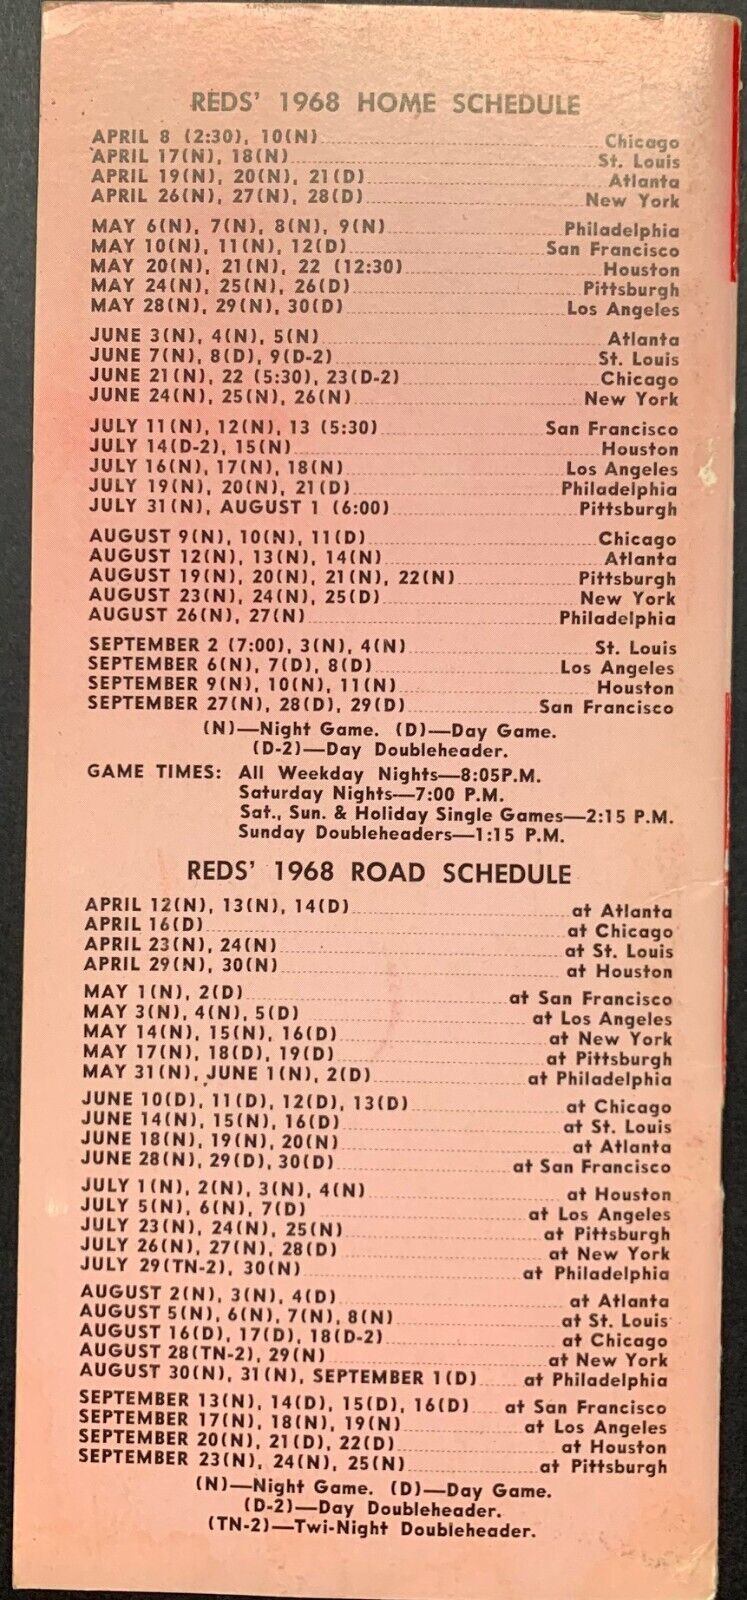 REDS' 1968 HOME SCHEDULE
APRIL 8 (2:30), 10(N) Chicago
APRIL 17(N), 18(N) St. Louis
APRIL 19(N), 20(N), 21(D) Atlanta
APRIL 26(N), 27(N), 28(D) New York
MAY 6(N), 7(N), 8(N), 9(N) Philadelphia
MAY 10(N), 11(N), 12(D) San Francisco
MAY 20(N), 21(N), 22 (12:30) Houston
MAY 24(N), 25(N), 26(D) Pittsburgh
MAY 28(N), 29(N), 30(D) Los Angeles
JUNE 3(N), 4(N), 5(N) Atlanta
JUNE 7(N), 8(D), 9(D-2) St. Louis
JUNE 21(N), 22 (5:30), 23(D-2) Chicago
JUNE 24(N), 25(N), 26(N) New York
JULY 11(N), 12(N), 13 (5:30) San Francisco
JULY 14(D-2), 15(N) Houston
JULY 16(N), 17(N), 18(N) Los Angeles
JULY 19(N), 20(N), 21(D) Philadelphia
JULY 31(N), AUGUST 1 (6:00) Pittsburgh
AUGUST 9(N), 10(N), 11(D) Chicago
AUGUST 12(N), 13(N), 14(N) Atlanta
AUGUST 19(N), 20(N), 21(N), 22(N) Pittsburgh
AUGUST 23(N), 24(N), 25(D) New York
AUGUST 26(N), 27(N) Philadelphia
SEPTEMBER 2 (7:00), 3(N), 4(N) St. Louis
SEPTEMBER 6(N), 7(D), 8(D) Los Angeles
SEPTEMBER 9(N), 10(N), 11(N) Houston
SEPTEMBER 27(N), 28(D), 29(D) San Francisco
(N)—Night Game. (D)—Day Game.
(D-2)—Day Doubleheader.
GAME TIMES: All Weekday Nights—8:05P.M.
Saturday Nights—7:00 P.M.
Sat., Sun. & Holiday Single Games—2:15 P.M.
Sunday Doubleheaders—1:15 P.M.
REDS' 1968 ROAD SCHEDULE
APRIL 12(N), 13(N), 14(D) at Atlanta
APRIL 16(D) at Chicago
APRIL 23(N), 24(N) at St. Louis
APRIL 29(N), 30(N) at Houston
MAY 1(N), 2(D) at San Francisco
MAY 3(N), 4(N), 5(D) at Los Angeles
MAY 14(N), 15(N), 16(D) at New York
MAY 17(N), 18(D), 19(D) at Pittsburgh
MAY 31(N), JUNE 1(N), 2(D) at Philadelphia
JUNE 10(D), 11(D), 12(D), 13(D) at Chicago
JUNE 14(N), 15(N), 16(D) at St. Louis
JUNE 18(N), 19(N), 20(N) at Atlanta
JUNE 28(N), 29(D), 30(D) at San Francisco
JULY 1(N), 2(N), 3(N), 4(N) at Houston
JULY 5(N), 6(N), 7(D) at Los Angeles
JULY 23(N), 24(N), 25(N) at Pittsburgh
JULY 26(N), 27(N), 28(D) at New York
JULY 29(TN-2), 30(N) at Philadelphia
AUGUST 2(N), 3(N), 4(D) at Atlanta
AUGUST 5(N), 6(N), 7(N), 8(N) at St. Louis
AUGUST 16(D), 17(D), 18(D-2) at Chicago
AUGUST 28(TN-2), 29(N) at New York
AUGUST 30(N), 31(N), SEPTEMBER 1(D) at Philadelphia
SEPTEMBER 13(N), 14(D), 15(D), 16(D) at San Francisco
SEPTEMBER 17(N), 18(N), 19(N) at Los Angeles
SEPTEMBER 20(N), 21(D), 22(D) at Houston
SEPTEMBER 23(N), 24(N), 25(N) at Pittsburgh
(N)—Night Game. (D)—Day Game.
(D-2)—Day Doubleheader.
(TN-2)—Twi-Night Doubleheader.